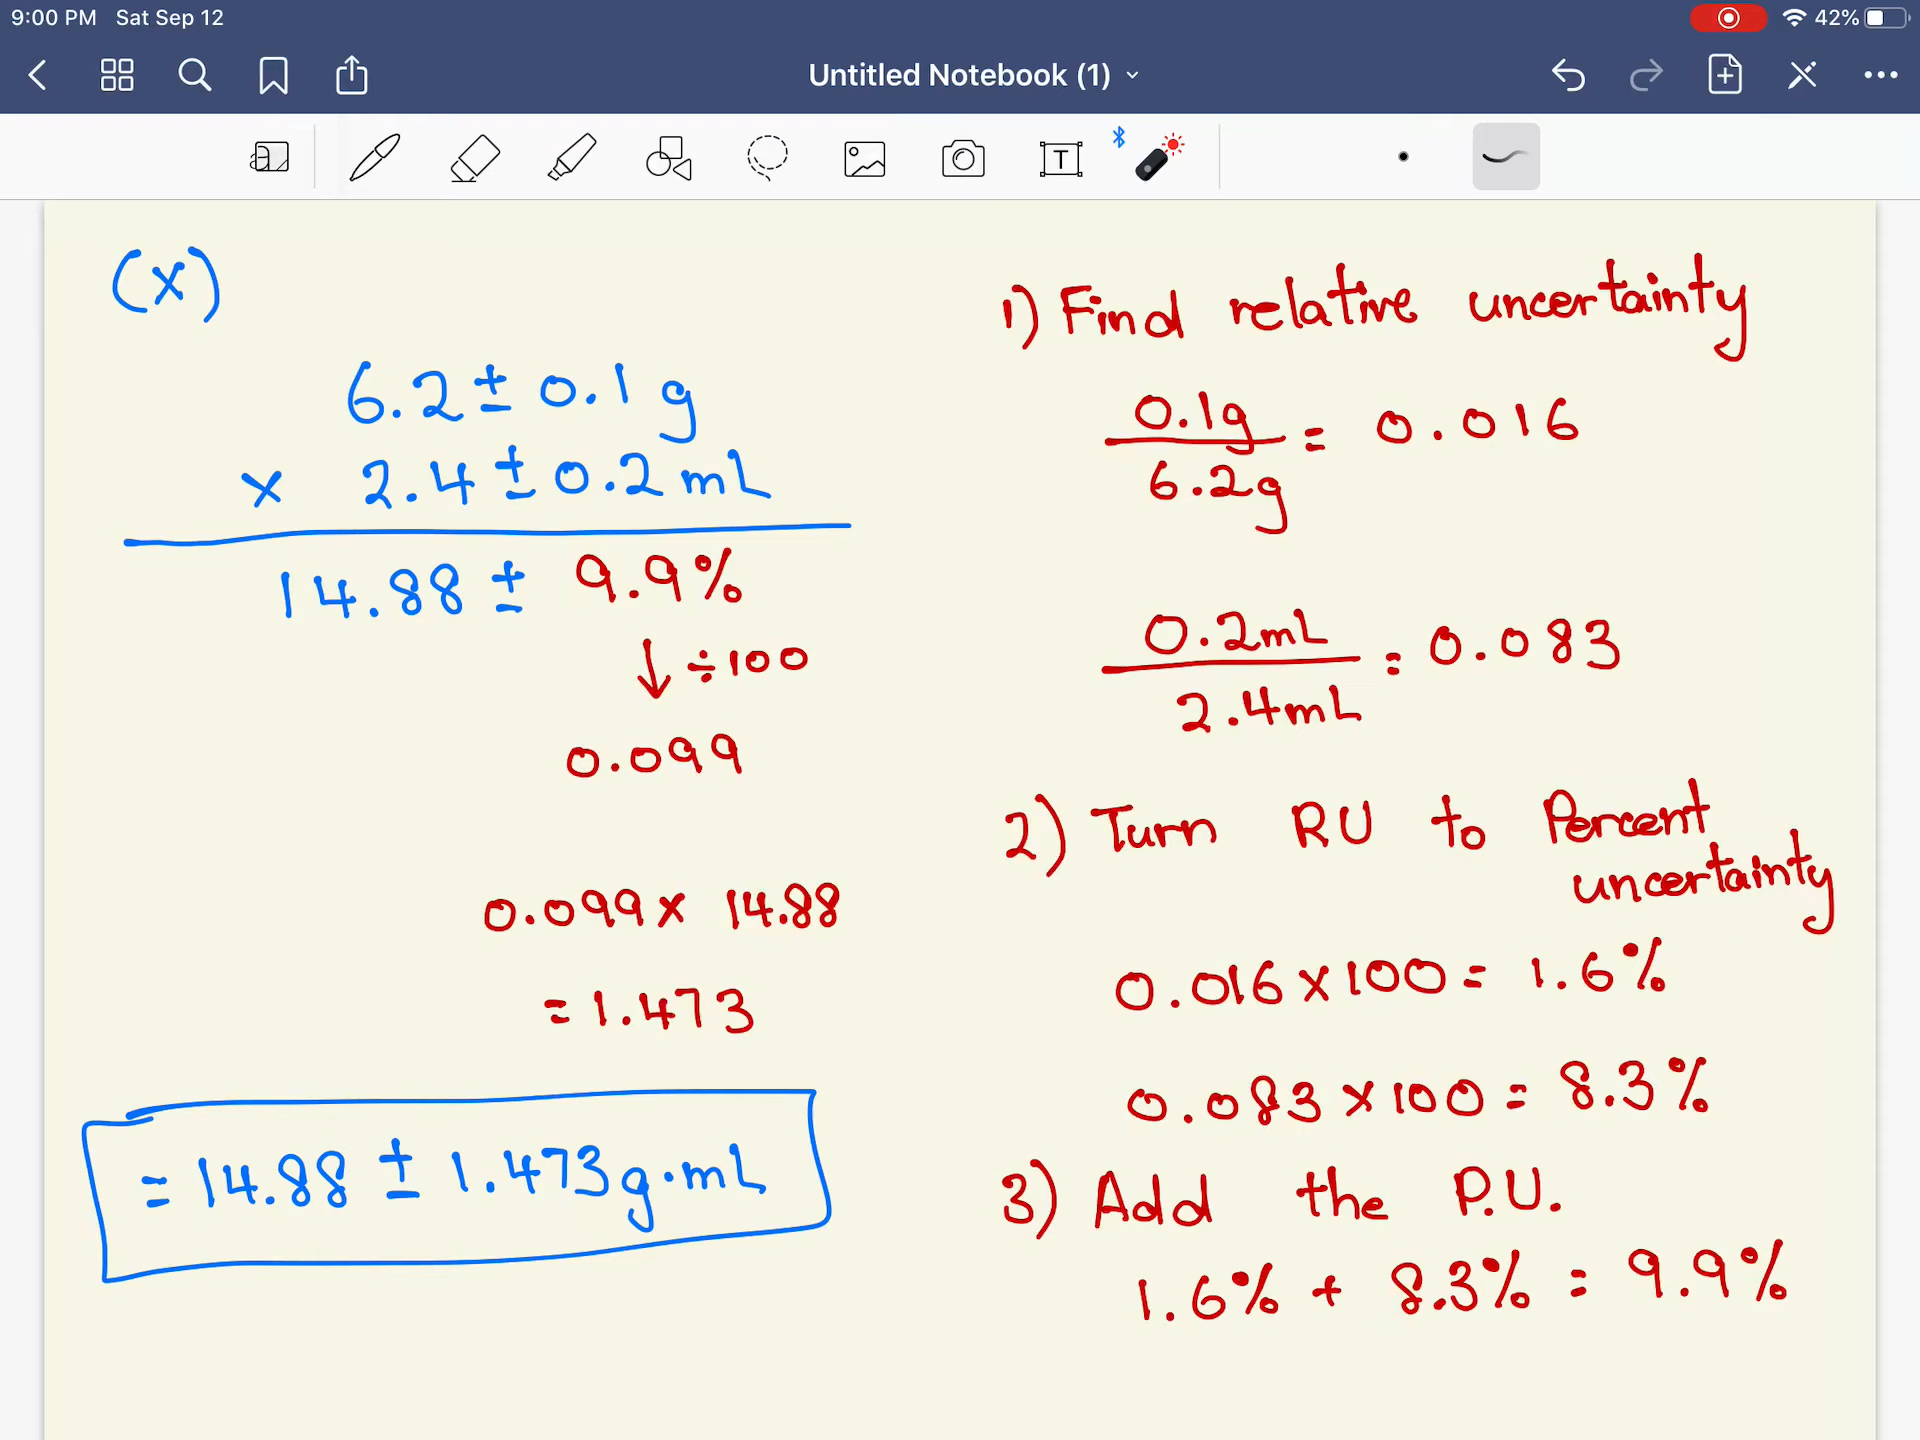 9:00 PM Sat Sep 12
42%
Untitled Notebook (1)
(x)
6.2 ± 0.1 g
x 2.4 ± 0.2 mL
14.88 ± 9.9%
↓ ÷100
0.099
0.099 x 14.88
= 1.473
= 14.88 ± 1.473 g·mL
1) Find relative uncertainty
0.1g
6.2g
= 0.016
0.2mL
2.4mL
= 0.083
2) Turn RU to Percent
uncertainty
0.016 x 100 = 1.6%
0.083 x 100 = 8.3%
3) Add the P.U.
1.6% + 8.3% = 9.9%